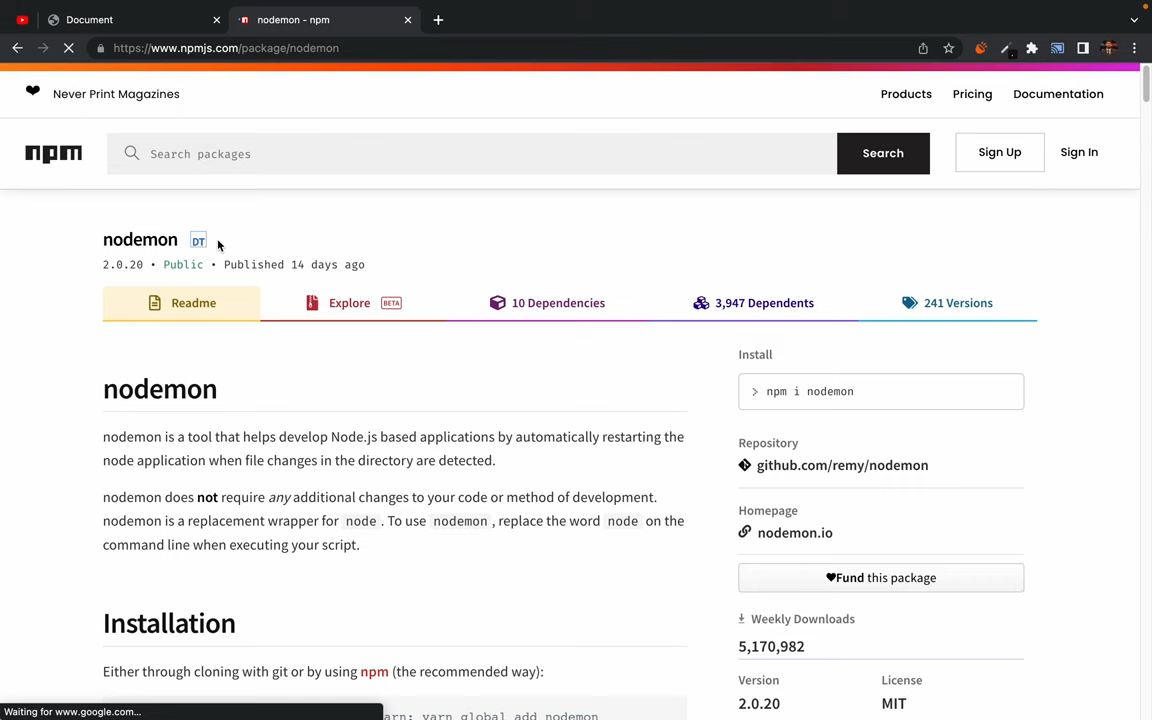 Document
nodemon - npm
https://www.npmjs.com/package/nodemon
Never Print Magazines
Products
Pricing
Documentation
npm
Search packages
Search
Sign Up
Sign In
nodemon DT
2.0.20 • Public • Published 14 days ago
Readme
Explore BETA
10 Dependencies
3,947 Dependents
241 Versions
nodemon
nodemon is a tool that helps develop Node.js based applications by automatically restarting the
node application when file changes in the directory are detected.
nodemon does not require any additional changes to your code or method of development.
nodemon is a replacement wrapper for node. To use nodemon, replace the word node on the
command line when executing your script.
Installation
Either through cloning with git or by using npm (the recommended way):
arn: yarn global add nodemon
Install
> npm i nodemon
Repository
github.com/remy/nodemon
Homepage
nodemon.io
Fund this package
Weekly Downloads
5,170,982
Version
2.0.20
License
MIT
Waiting for www.google.com...